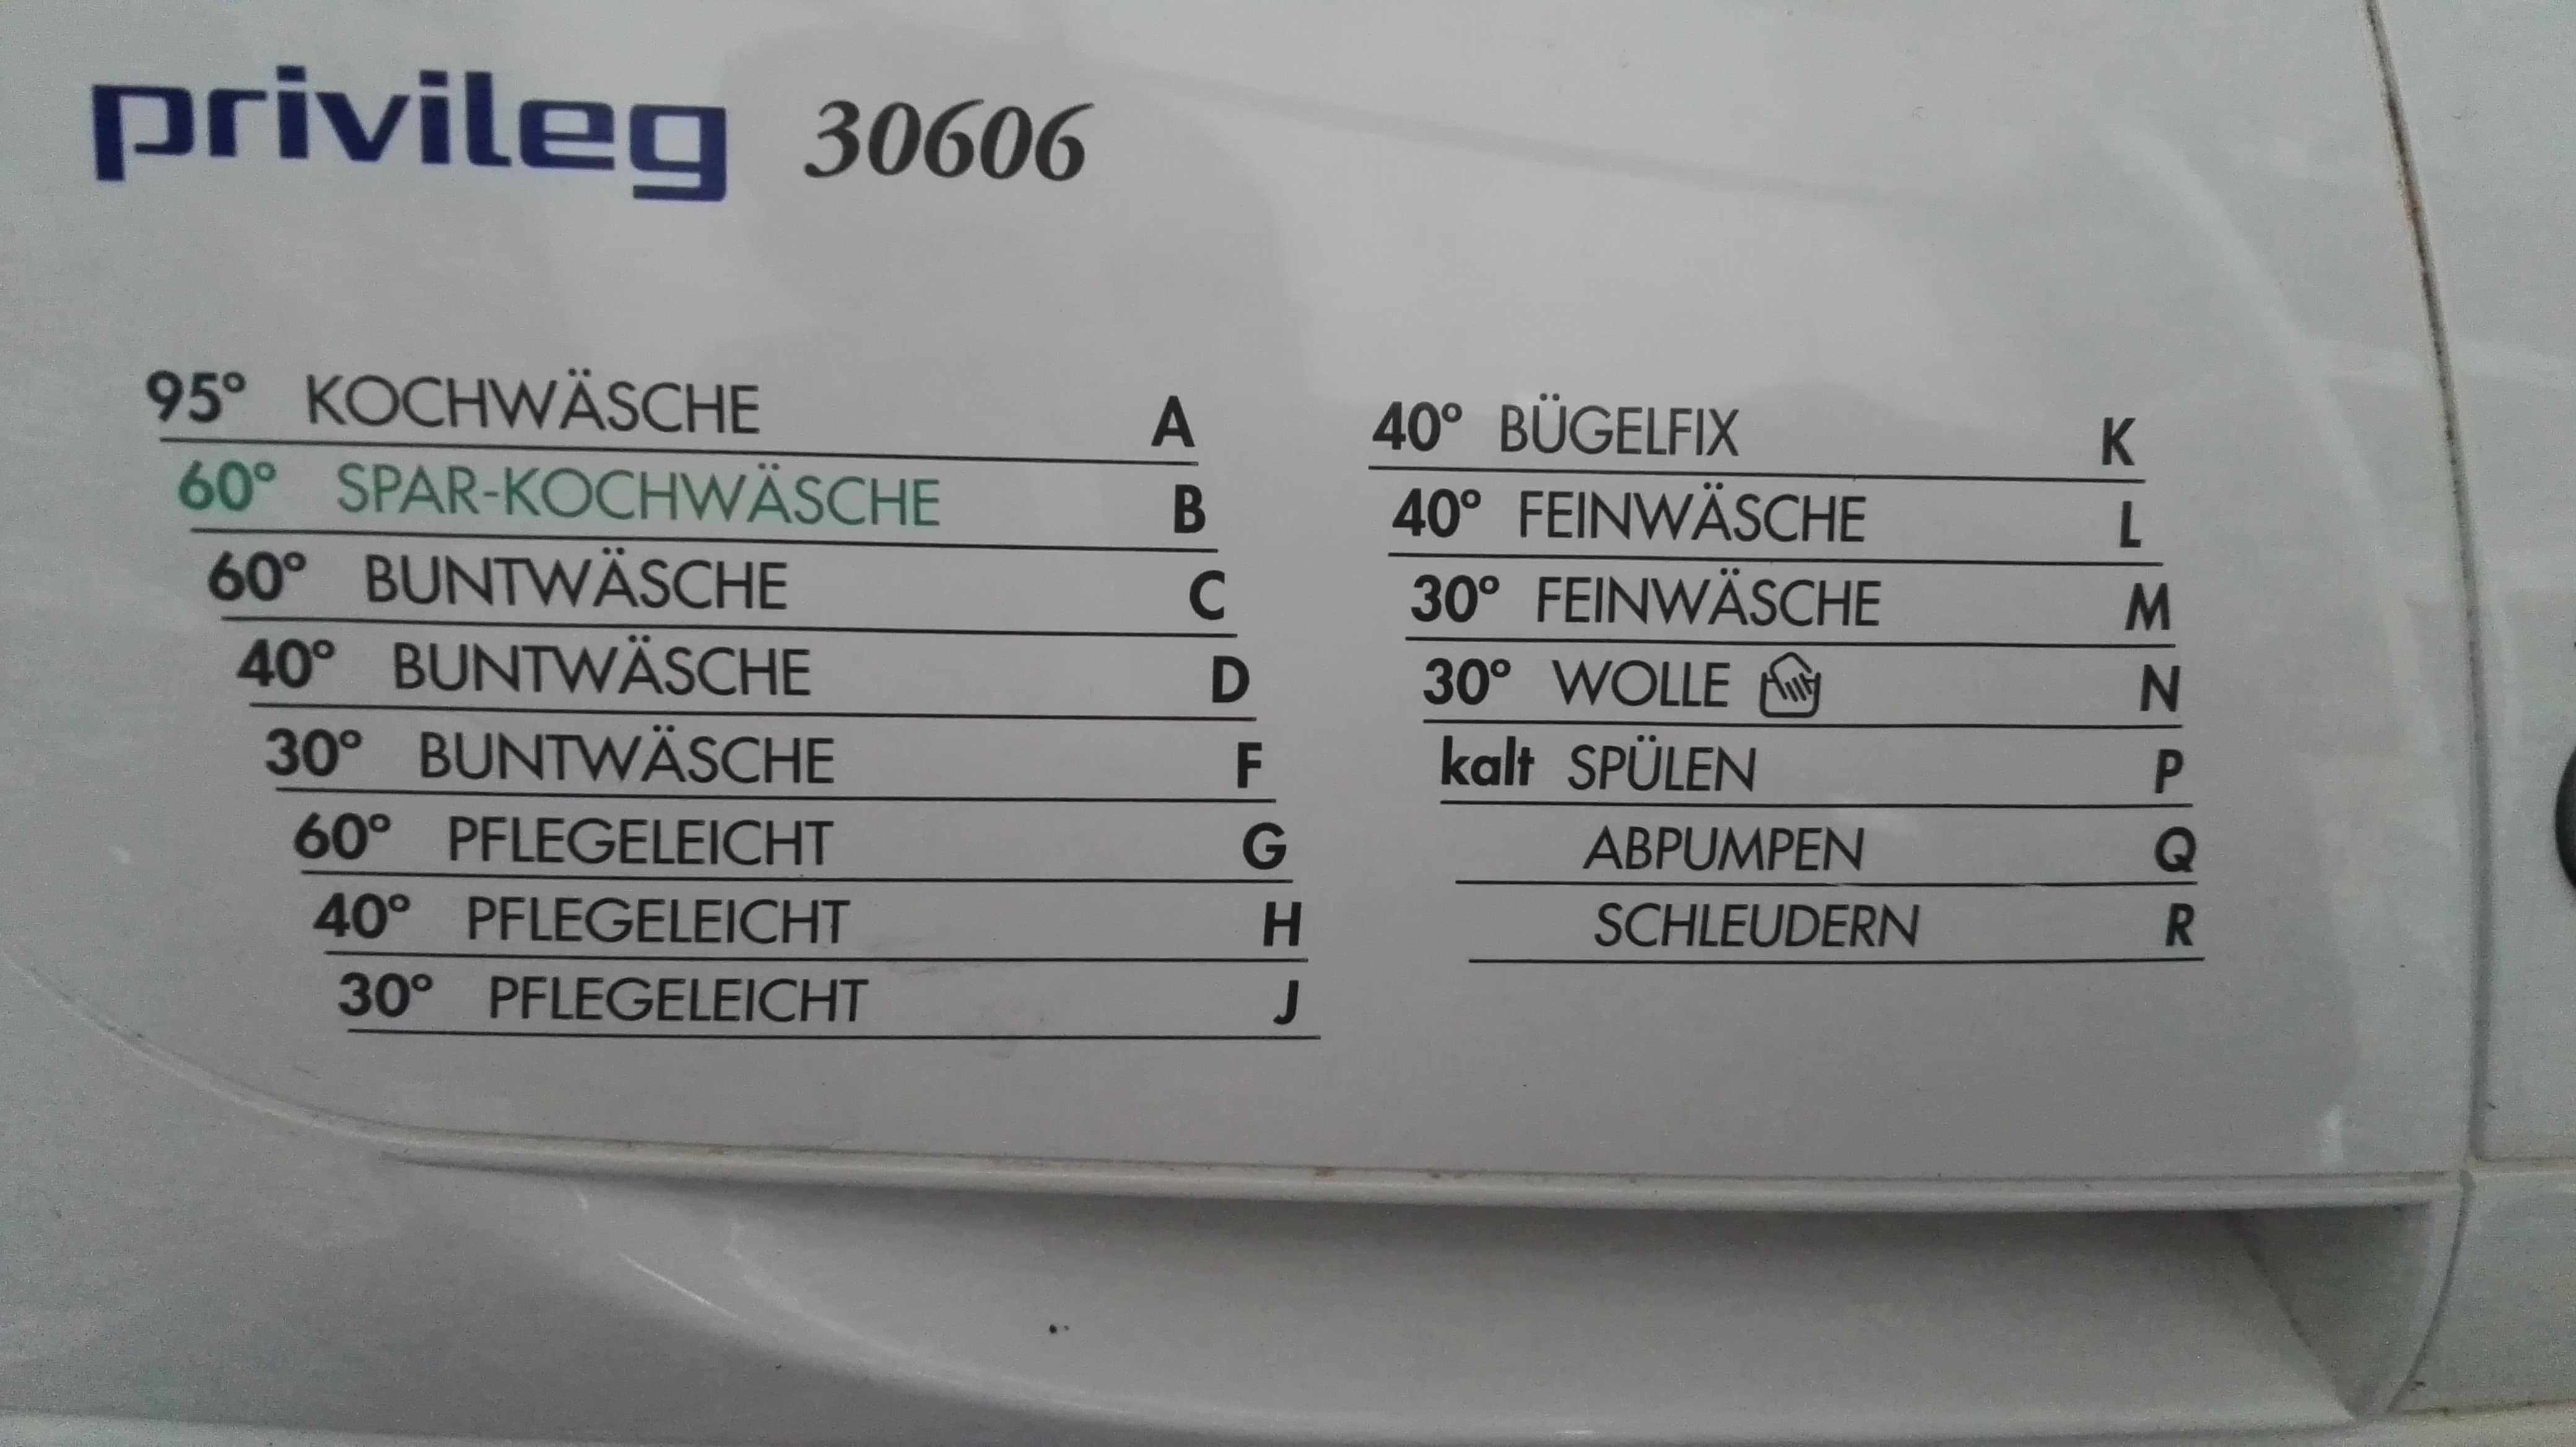 privileg 30606
95° KOCHWÄSCHE A
60° SPAR-KOCHWÄSCHE B
60° BUNTWÄSCHE C
40° BUNTWÄSCHE D
30° BUNTWÄSCHE F
60° PFLEGELEICHT G
40° PFLEGELEICHT H
30° PFLEGELEICHT J
40° BÜGELFIX K
40° FEINWÄSCHE L
30° FEINWÄSCHE M
30° WOLLE N
kalt SPÜLEN P
ABPUMPEN Q
SCHLEUDERN R